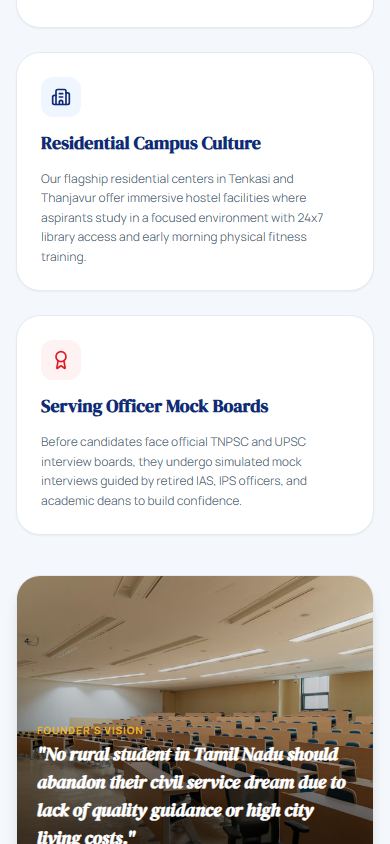 Residential Campus Culture
Our flagship residential centers in Tenkasi and
Thanjavur offer immersive hostel facilities where
aspirants study in a focused environment with 24x7
library access and early morning physical fitness
training.
Serving Officer Mock Boards
Before candidates face official TNPSC and UPSC
interview boards, they undergo simulated mock
interviews guided by retired IAS, IPS officers, and
academic deans to build confidence.
FOUNDER'S VISION
"No rural student in Tamil Nadu should
abandon their civil service dream due to
lack of quality guidance or high city
living costs."